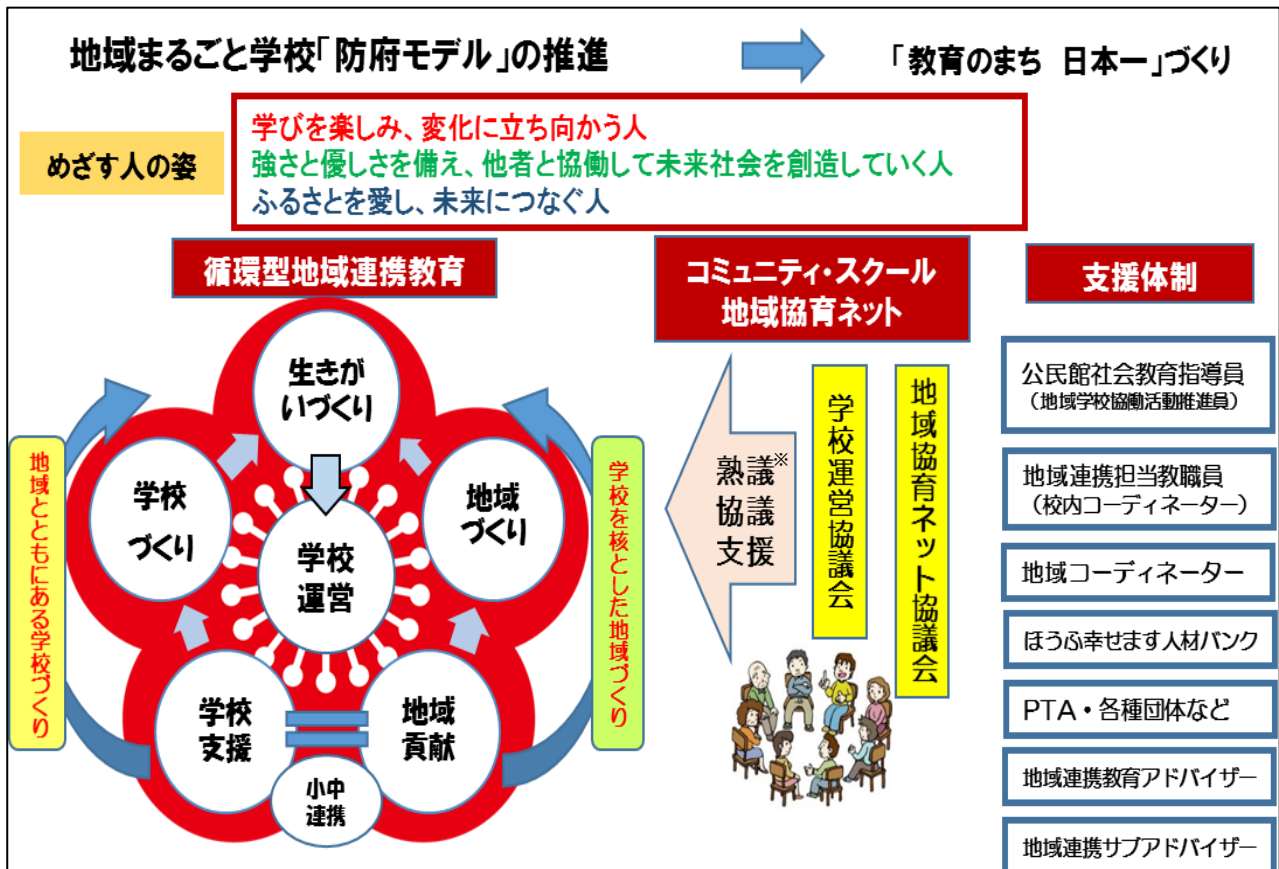 地域まるごと学校「防府モデル」の推進
「教育のまち 日本一」づくり
めざす人の姿
学びを楽しみ、変化に立ち向かう人
強さと優しさを備え、他者と協働して未来社会を創造していく人
ふるさとを愛し、未来につなぐ人
循環型地域連携教育
生きが
いづくり
学校
づくり
地域
づくり
学校
運営
学校
支援
地域
貢献
小中
連携
地域とともにある学校づくり
学校を核とした地域づくり
コミュニティ・スクール
地域協育ネット
熟議※
協議
支援
学校運営協議会
地域協育ネット協議会
支援体制
公民館社会教育指導員
（地域学校協働活動推進員）
地域連携担当教職員
（校内コーディネーター）
地域コーディネーター
ほうふ幸せます人材バンク
PTA・各種団体など
地域連携教育アドバイザー
地域連携サブアドバイザー